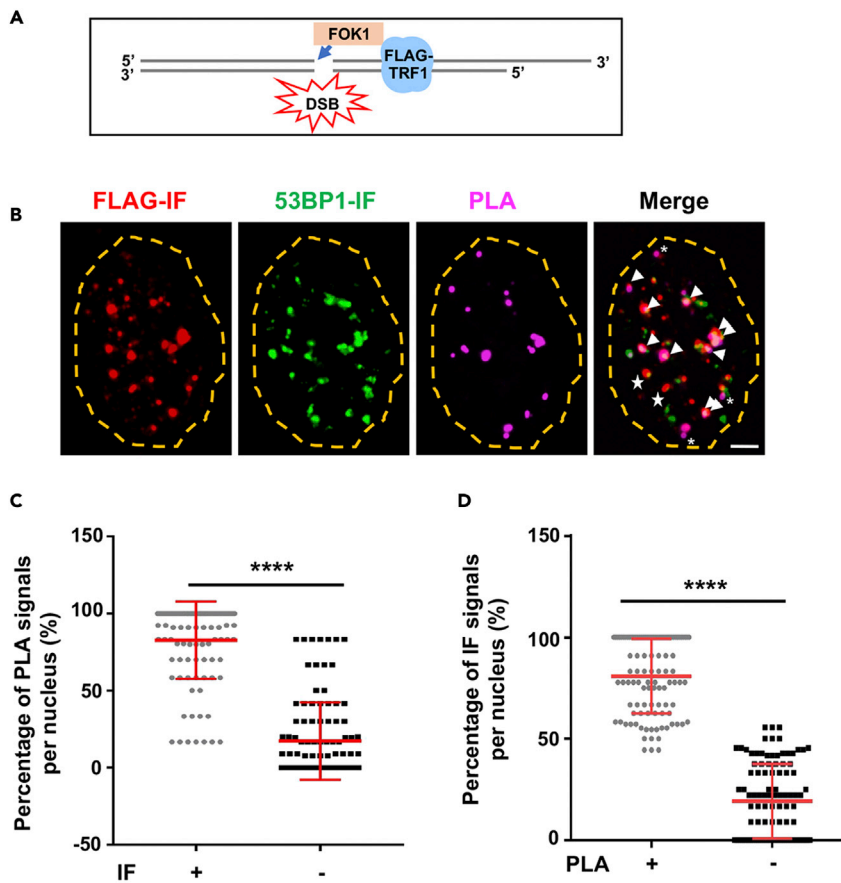 A
FOK1
FLAG-
TRF1
5’
3’
3’
5’
DSB
B
FLAG-IF
53BP1-IF
PLA
Merge
*
*
*
C
Percentage of PLA signals
per nucleus (%)
150
100
50
0
-50
****
IF
+
-
D
Percentage of IF signals
per nucleus (%)
150
100
50
0
****
PLA
+
-